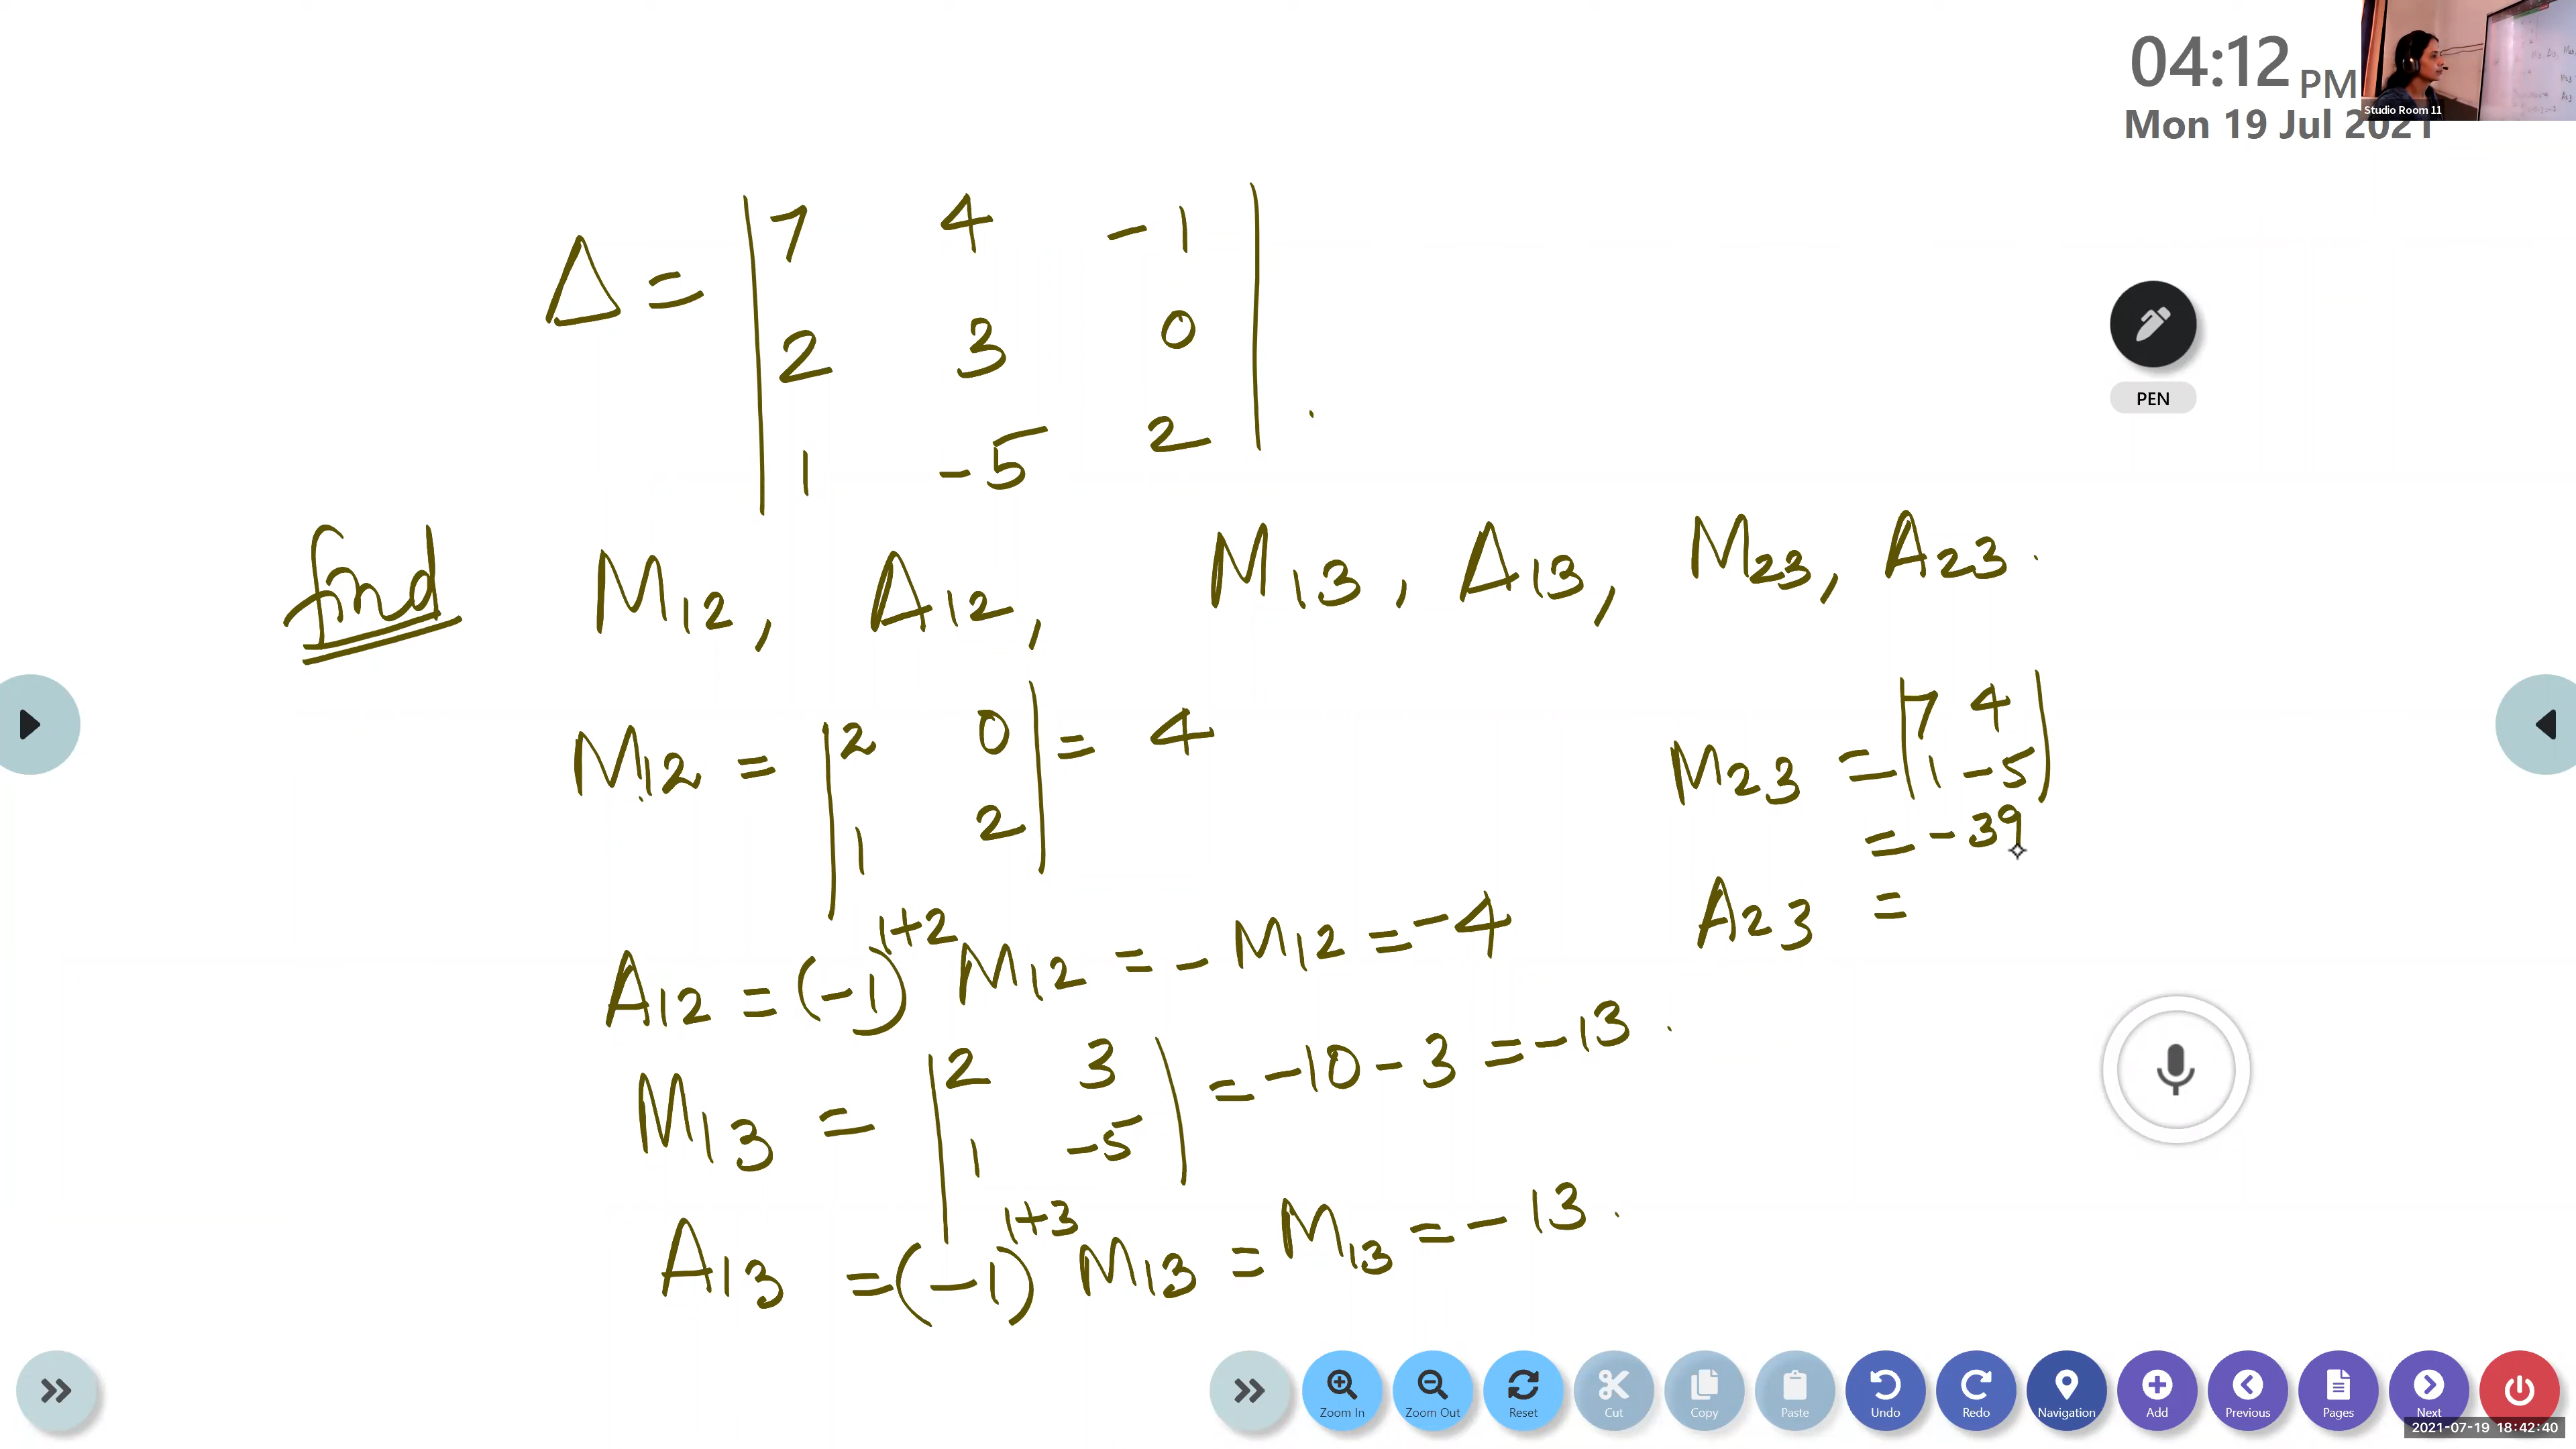 04:12 PM
Studio Room 11
Mon 19 Jul 2021
Δ = | 7 4 -1 |
| 2 3 0 |
| 1 -5 2 | .
PEN
find M12, A12, M13, A13, M23, A23.
M12 = | 2 0 | = 4
| 1 2 |
A12 = (-1)^1+2 M12 = - M12 = -4
M13 = | 2 3 | = -10 - 3 = -13 .
| 1 -5 |
A13 = (-1)^1+3 M13 = M13 = -13 .
M23 = | 7 4 |
| 1 -5 |
= -39
A23 =
Zoom In Zoom Out Reset Cut Copy Paste Undo Redo Navigation Add Previous Pages Next
2021-07-19 18:42:40